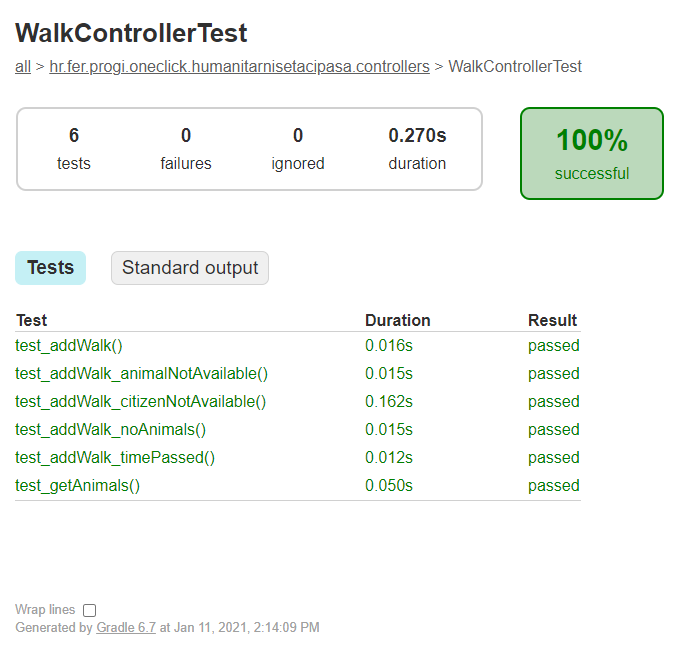 WalkControllerTest
all > hr.fer.progi.oneclick.humanitarnisetacipasa.controllers > WalkControllerTest
6 0 0 0.270s
tests failures ignored duration
100%
successful
Tests Standard output
Test Duration Result
test_addWalk() 0.016s passed
test_addWalk_animalNotAvailable() 0.015s passed
test_addWalk_citizenNotAvailable() 0.162s passed
test_addWalk_noAnimals() 0.015s passed
test_addWalk_timePassed() 0.012s passed
test_getAnimals() 0.050s passed
Wrap lines
Generated by Gradle 6.7 at Jan 11, 2021, 2:14:09 PM